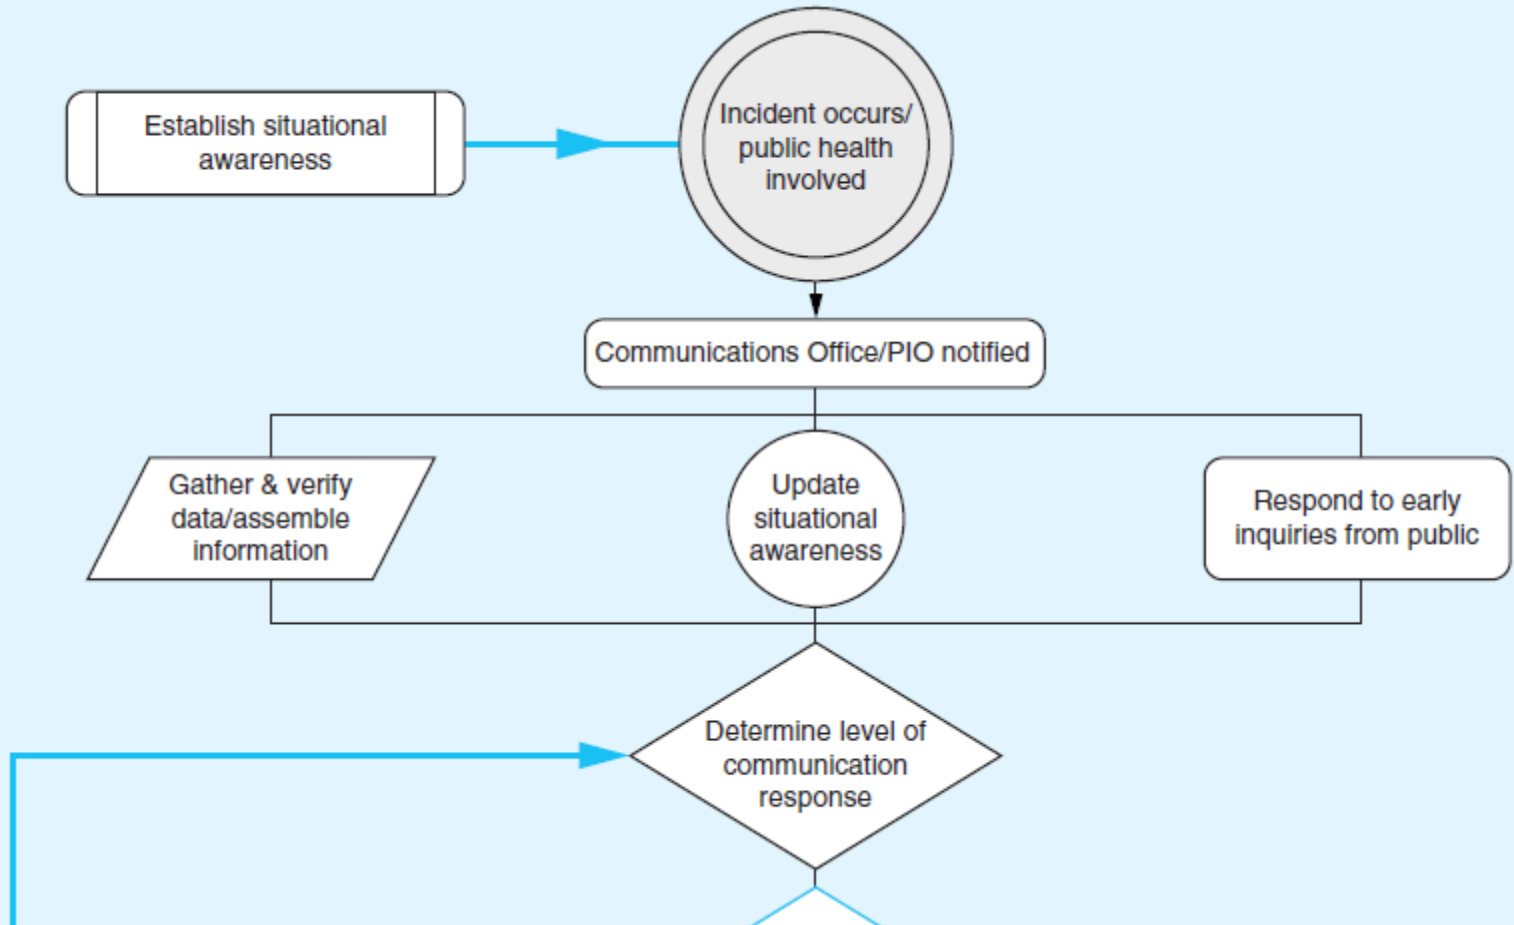 Establish situational
awareness
Incident occurs/
public health
involved
Communications Office/PIO notified
Gather & verify
data/assemble
information
Update
situational
awareness
Respond to early
inquiries from public
Determine level of
communication
response